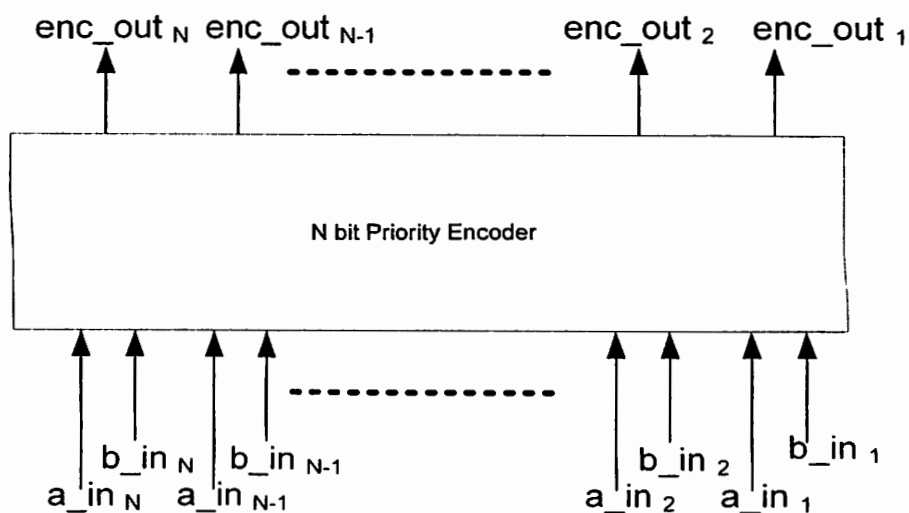 enc_out N enc_out N-1 enc_out 2 enc_out 1
N bit Priority Encoder
b_in N b_in N-1 b_in 2 b_in 1
a_in N a_in N-1 a_in 2 a_in 1